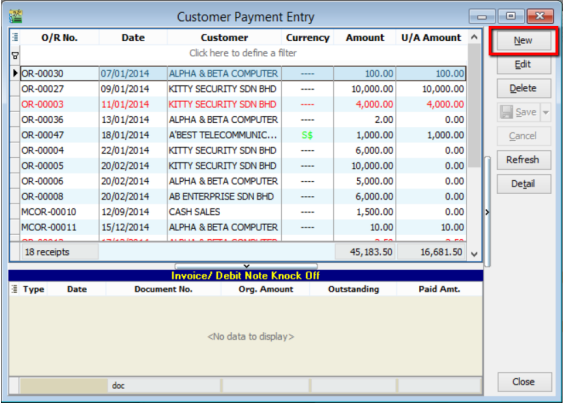 Customer Payment Entry
O/R No. Date Customer Currency Amount U/A Amount
Click here to define a filter
OR-00030 07/01/2014 ALPHA & BETA COMPUTER ---- 100.00 100.00
OR-00027 09/01/2014 KITTY SECURITY SDN BHD ---- 10,000.00 10,000.00
OR-00003 11/01/2014 KITTY SECURITY SDN BHD ---- 4,000.00 4,000.00
OR-00036 13/01/2014 ALPHA & BETA COMPUTER ---- 2.00 0.00
OR-00047 18/01/2014 A'BEST TELECOMMUNIC... S$ 1,000.00 1,000.00
OR-00004 22/01/2014 KITTY SECURITY SDN BHD ---- 6,000.00 0.00
OR-00005 20/02/2014 KITTY SECURITY SDN BHD ---- 10,000.00 0.00
OR-00006 20/02/2014 ALPHA & BETA COMPUTER ---- 5,000.00 0.00
OR-00008 20/02/2014 AB ENTERPRISE SDN BHD ---- 6,000.00 0.00
MCOR-00010 12/09/2014 CASH SALES ---- 1,500.00 0.00
MCOR-00011 15/12/2014 ALPHA & BETA COMPUTER ---- 10.00 0.00
18 receipts 45,183.50 16,681.50
New
Edit
Delete
Save
Cancel
Refresh
Detail
Invoice/ Debit Note Knock Off
Type Date Document No. Org. Amount Outstanding Paid Amt.
<No data to display>
doc
Close